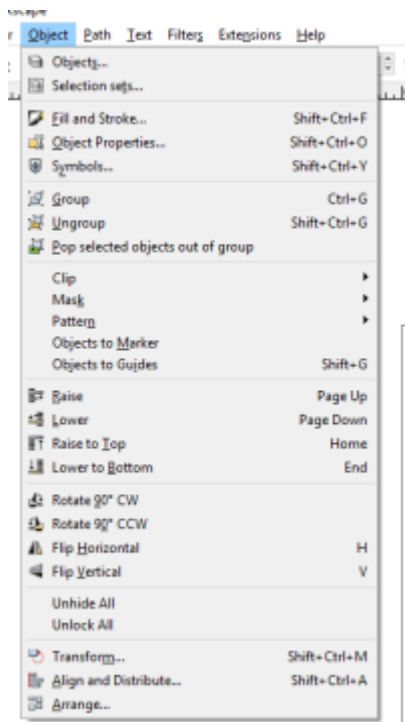 Object Path Text Filters Extensions Help
Objects...
Selection sets...
Fill and Stroke... Shift+Ctrl+F
Object Properties... Shift+Ctrl+O
Symbols... Shift+Ctrl+Y
Group Ctrl+G
Ungroup Shift+Ctrl+G
Pop selected objects out of group
Clip
Mask
Pattern
Objects to Marker
Objects to Guides Shift+G
Raise Page Up
Lower Page Down
Raise to Top Home
Lower to Bottom End
Rotate 90° CW
Rotate 90° CCW
Flip Horizontal H
Flip Vertical V
Unhide All
Unlock All
Transform... Shift+Ctrl+M
Align and Distribute... Shift+Ctrl+A
Arrange...